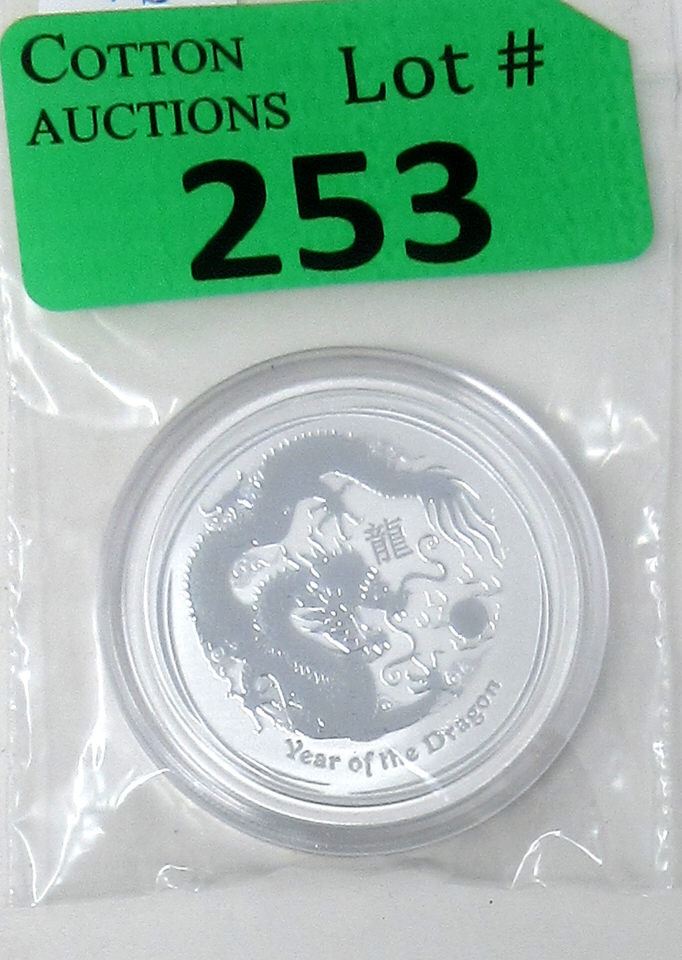 COTTON
AUCTIONS
Lot #
253
龍
Year of the Dragon